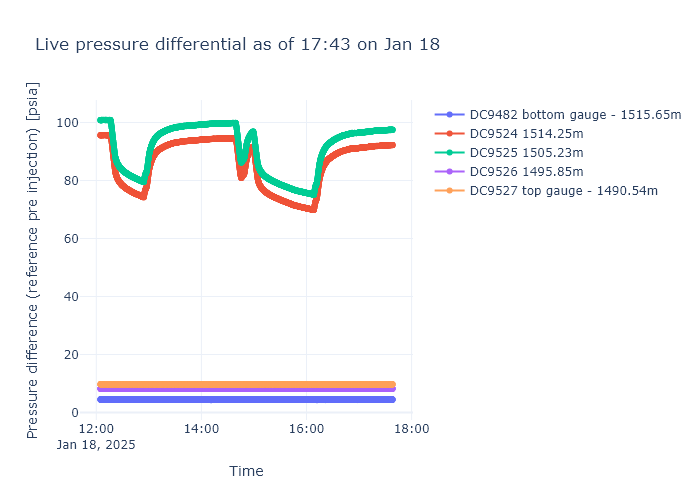 Live pressure differential as of 17:43 on Jan 18
Pressure difference (reference pre injection) [psia]
100
80
60
40
20
0
12:00
Jan 18, 2025
14:00
16:00
18:00
Time
DC9482 bottom gauge - 1515.65m
DC9524 1514.25m
DC9525 1505.23m
DC9526 1495.85m
DC9527 top gauge - 1490.54m